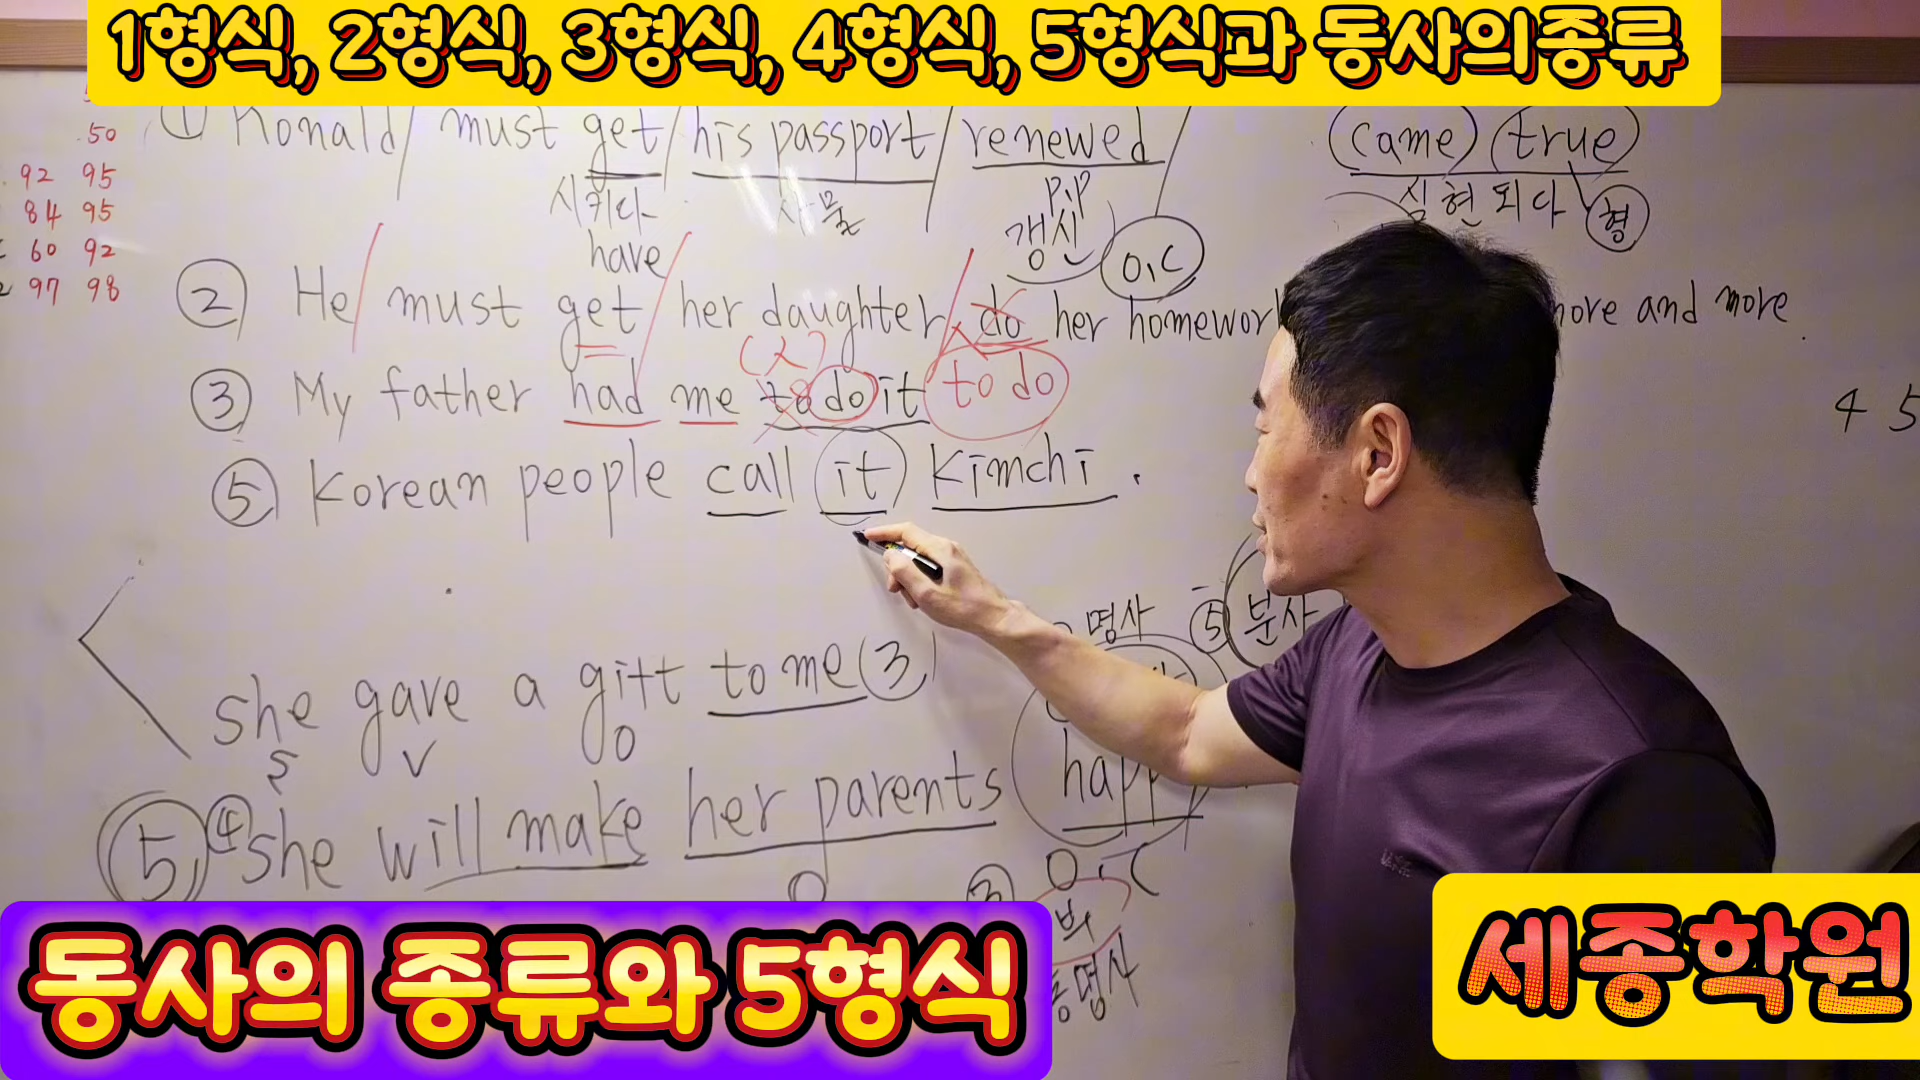 1형식, 2형식, 3형식, 4형식, 5형식과 동사의종류
50
92 95
84 95
60 92
97 98
① Ronald / must get / his passport / renewed /
시키다 사물 p.p
have 갱신 O.C
came true
실현되다 형
② He / must get / her daughter / do her homework more and more.
(X)
③ My father had me to do it to do
4 5
⑤ Korean people call it Kimchi.
명사 ⑤ 분사
She gave a gift to me ③
S V O
⑤ ④ She will make her parents happy
O O.C
③ 부
동명사
동사의 종류와 5형식
세종학원